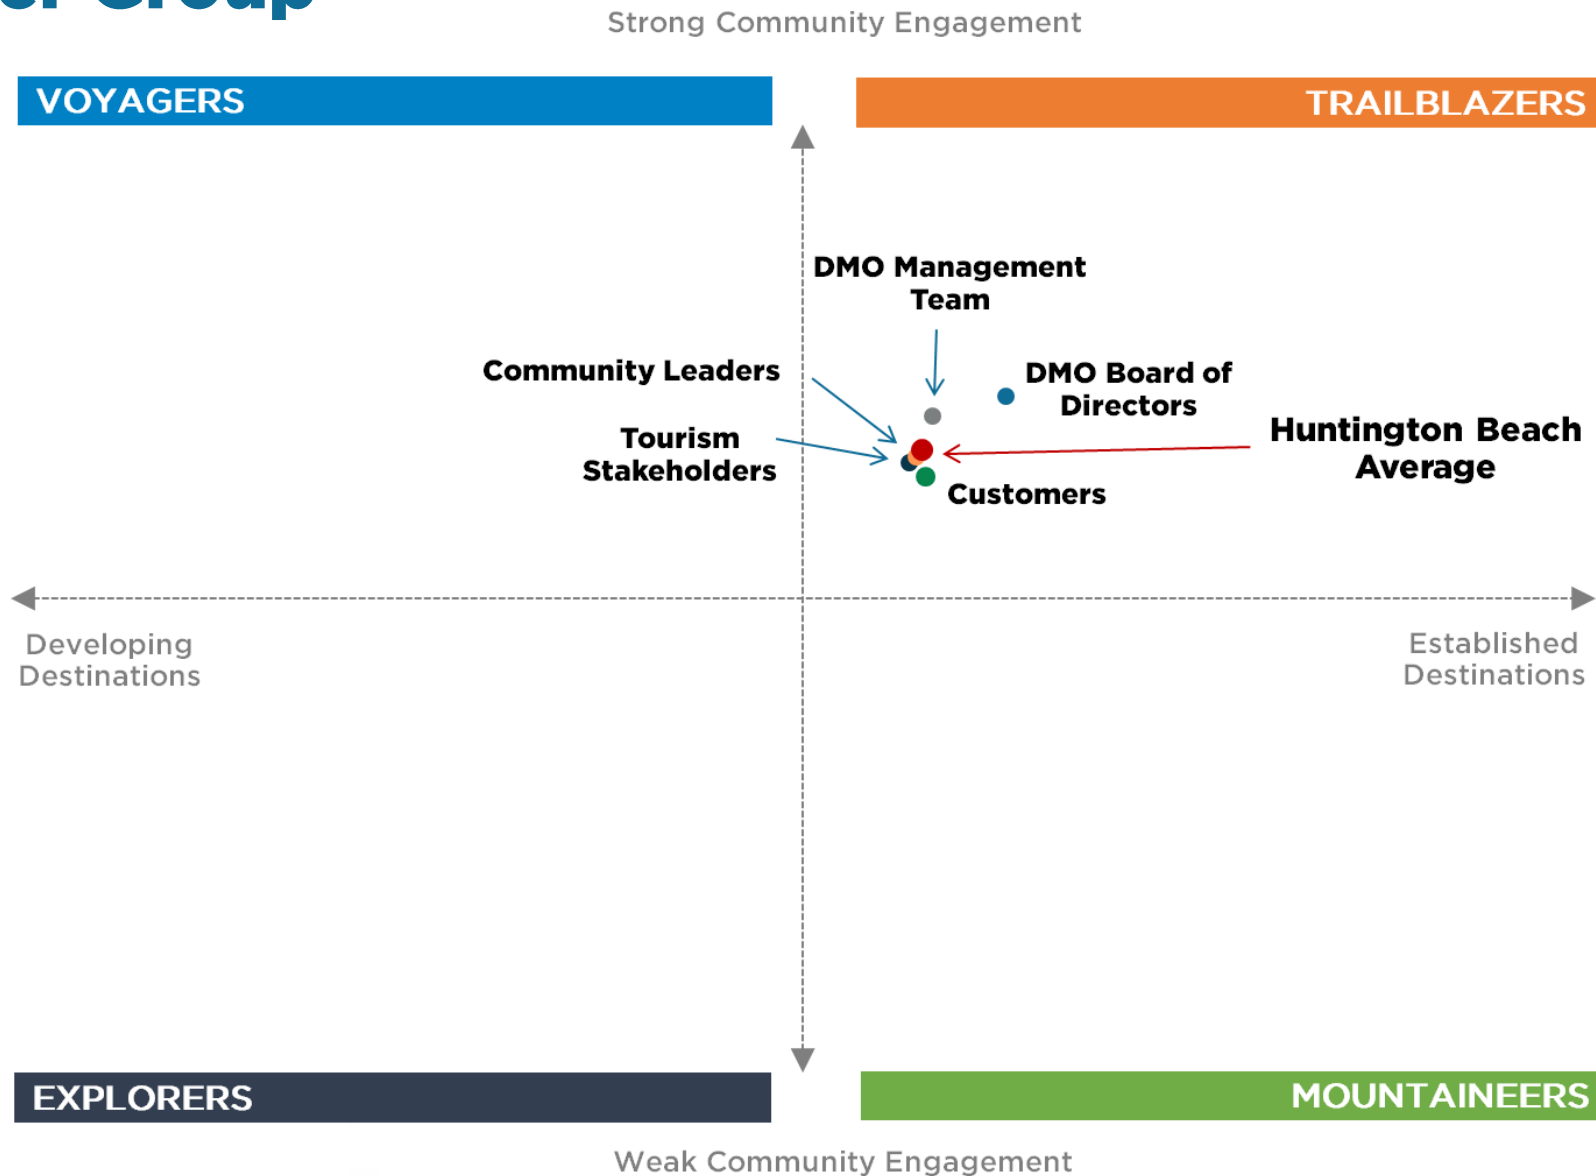 Group
Strong Community Engagement
VOYAGERS
TRAILBLAZERS
DMO Management
Team
Community Leaders
DMO Board of
Directors
Tourism
Stakeholders
Huntington Beach
Average
Customers
Developing
Destinations
Established
Destinations
EXPLORERS
MOUNTAINEERS
Weak Community Engagement